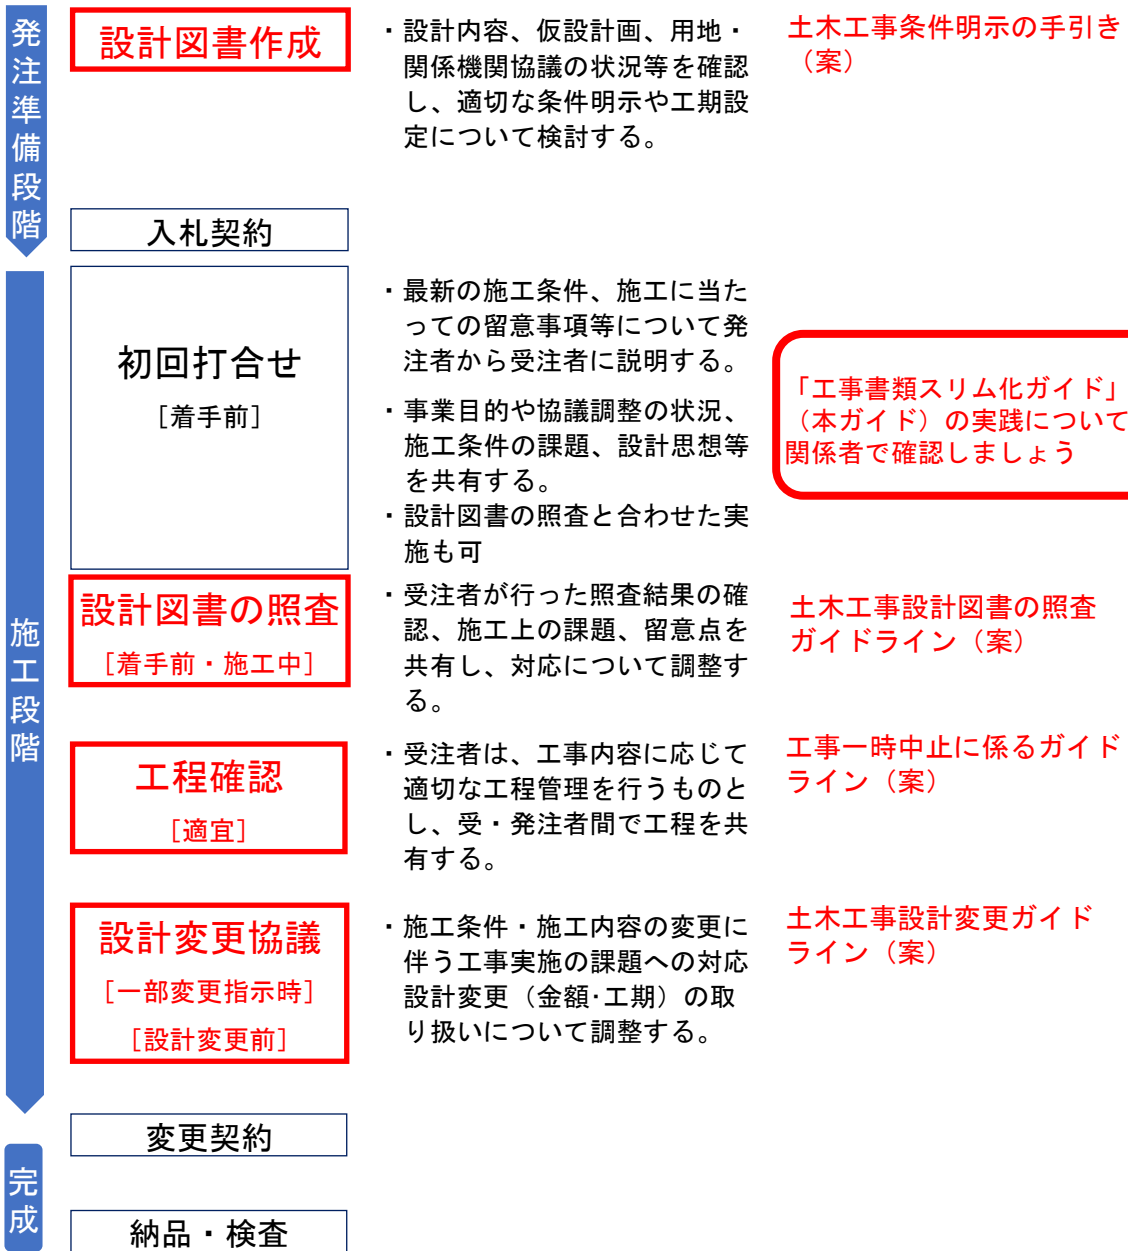 発注準備段階
設計図書作成
・設計内容、仮設計画、用地・
関係機関協議の状況等を確認
し、適切な条件明示や工期設
定について検討する。
土木工事条件明示の手引き
（案）
入札契約
施工段階
初回打合せ
［着手前］
・最新の施工条件、施工に当た
っての留意事項等について発
注者から受注者に説明する。
・事業目的や協議調整の状況、
施工条件の課題、設計思想等
を共有する。
・設計図書の照査と合わせた実
施も可
「工事書類スリム化ガイド」
（本ガイド）の実践について
関係者で確認しましょう
設計図書の照査
［着手前・施工中］
・受注者が行った照査結果の確
認、施工上の課題、留意点を
共有し、対応について調整す
る。
土木工事設計図書の照査
ガイドライン（案）
工程確認
［適宜］
・受注者は、工事内容に応じて
適切な工程管理を行うものと
し、受・発注者間で工程を共
有する。
工事一時中止に係るガイド
ライン（案）
設計変更協議
［一部変更指示時］
［設計変更前］
・施工条件・施工内容の変更に
伴う工事実施の課題への対応
設計変更（金額･工期）の取
り扱いについて調整する。
土木工事設計変更ガイド
ライン（案）
変更契約
完成
納品・検査